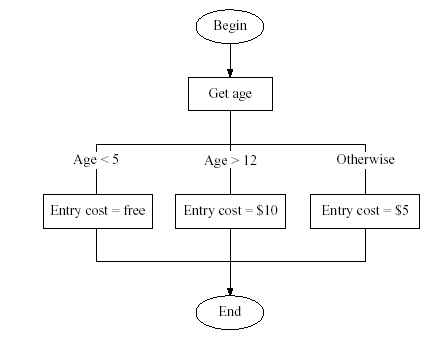 Begin
Get age
Age < 5
Age > 12
Otherwise
Entry cost = free
Entry cost = $10
Entry cost = $5
End